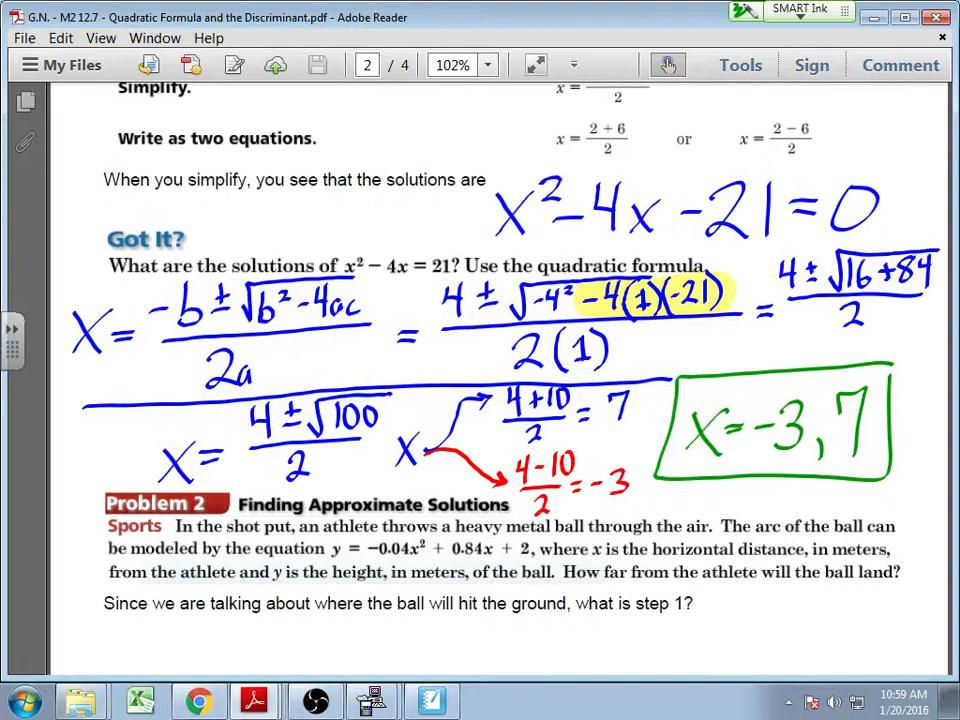 G.N. - M2 12.7 - Quadratic Formula and the Discriminant.pdf - Adobe Reader
SMART Ink
File Edit View Window Help
My Files
2 / 4
102%
Tools Sign Comment
Simplify.
x = ─── 2
Write as two equations.
x = (2 + 6)/2 or x = (2 − 6)/2
When you simplify, you see that the solutions are
x² - 4x - 21 = 0
Got It?
What are the solutions of x² − 4x = 21? Use the quadratic formula.
x = (-b ± √(b² - 4ac))/2a = (4 ± √(-4² - 4(1)(-21)))/2(1) = (4 ± √(16 + 84))/2
x = (4 ± √100)/2
x
(4+10)/2 = 7
(4-10)/2 = -3
x = -3, 7
Problem 2 Finding Approximate Solutions
Sports In the shot put, an athlete throws a heavy metal ball through the air. The arc of the ball can
be modeled by the equation y = −0.04x² + 0.84x + 2, where x is the horizontal distance, in meters,
from the athlete and y is the height, in meters, of the ball. How far from the athlete will the ball land?
Since we are talking about where the ball will hit the ground, what is step 1?
10:59 AM
1/20/2016